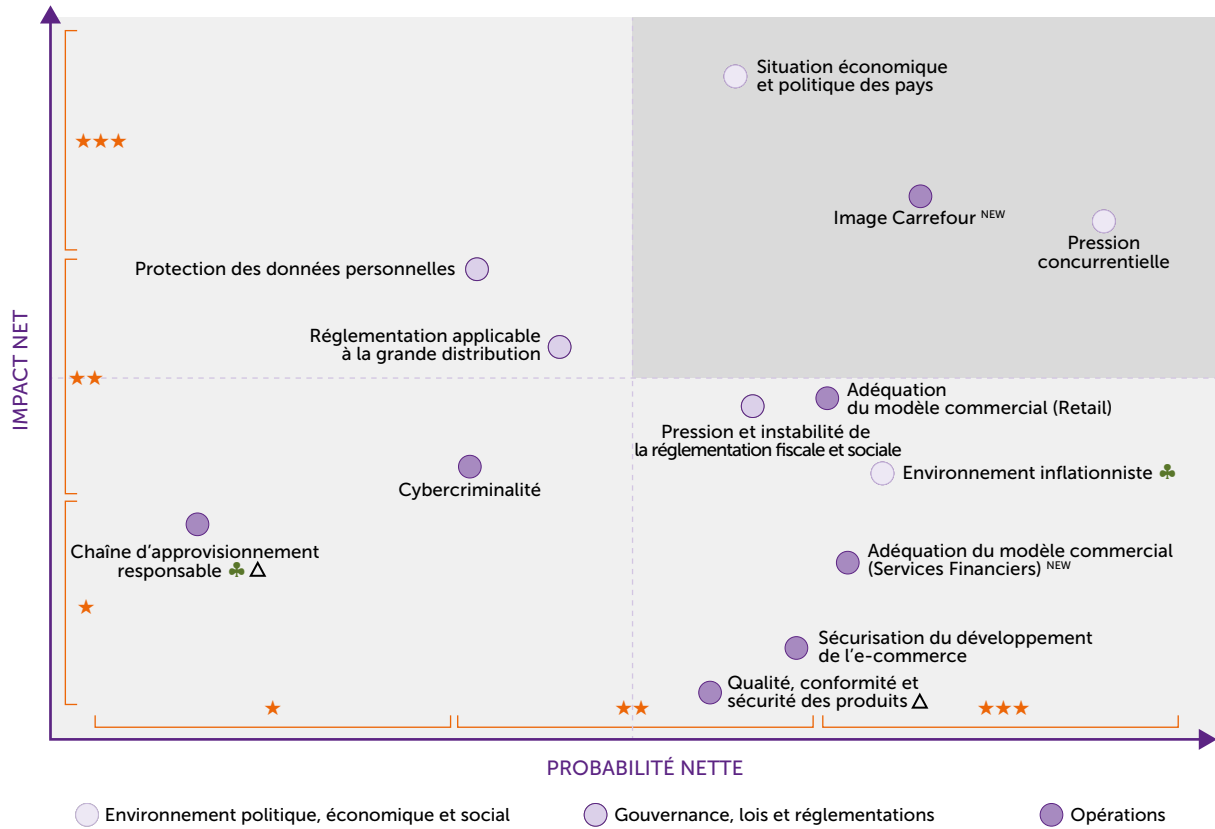 Situation économique
et politique des pays
★★★
Image Carrefour NEW
Pression
concurrentielle
Protection des données personnelles
Réglementation applicable
à la grande distribution
IMPACT NET
★★
Adéquation
du modèle commercial (Retail)
Pression et instabilité de
la réglementation fiscale et sociale
Environnement inflationniste ♣
Cybercriminalité
Chaîne d’approvisionnement
responsable ♣ △
Adéquation du modèle commercial
(Services Financiers) NEW
★
Sécurisation du développement
de l’e-commerce
Qualité, conformité et
sécurité des produits △
★
★★
★★★
PROBABILITÉ NETTE
Environnement politique, économique et social
Gouvernance, lois et réglementations
Opérations